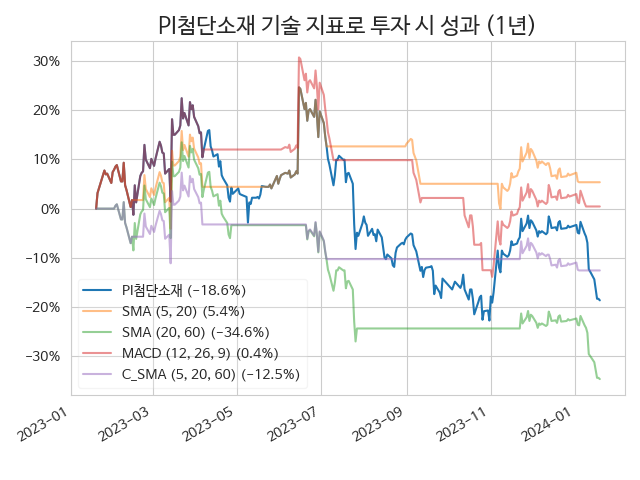 PI첨단소재 기술 지표로 투자 시 성과 (1년)
30%
20%
10%
0%
−10%
−20%
−30%
PI첨단소재 (−18.6%)
SMA (5, 20) (5.4%)
SMA (20, 60) (−34.6%)
MACD (12, 26, 9) (0.4%)
C_SMA (5, 20, 60) (−12.5%)
2023−01
2023−03
2023−05
2023−07
2023−09
2023−11
2024−01